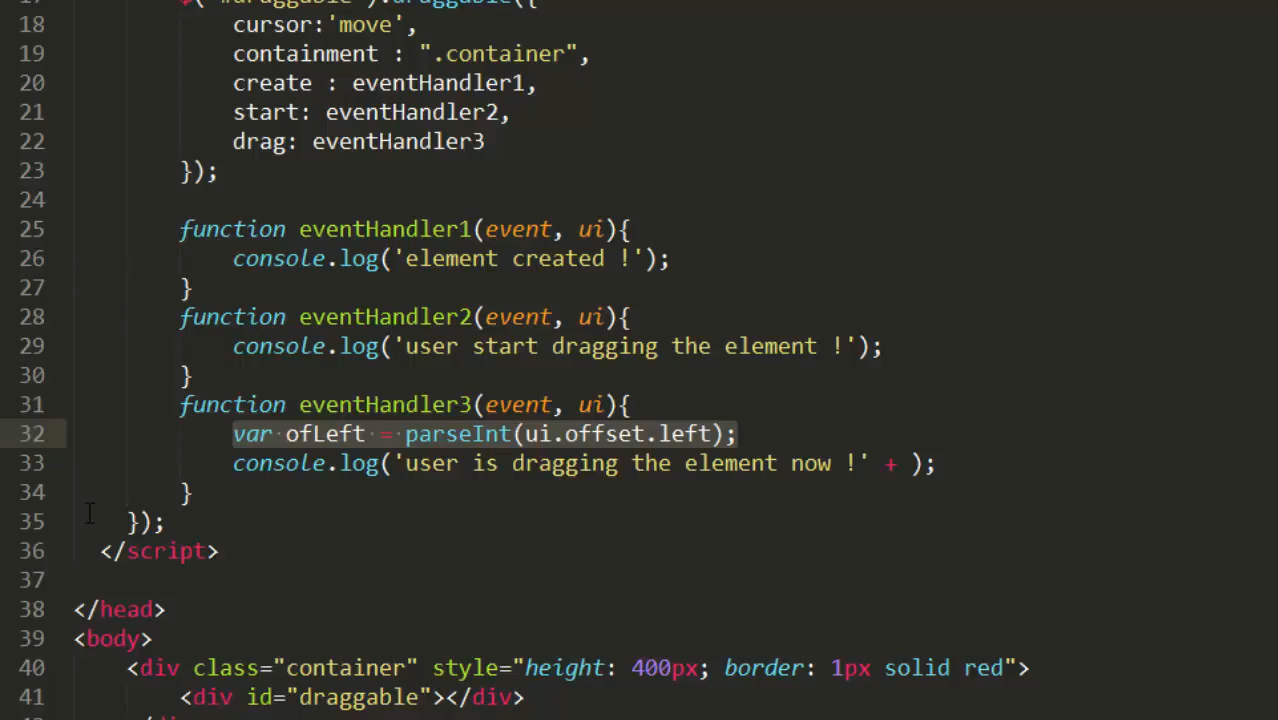 18 cursor:'move',
19 containment : ".container",
20 create : eventHandler1,
21 start: eventHandler2,
22 drag: eventHandler3
23 });
24
25 function eventHandler1(event, ui){
26 console.log('element created !');
27 }
28 function eventHandler2(event, ui){
29 console.log('user start dragging the element !');
30 }
31 function eventHandler3(event, ui){
32 var ofLeft = parseInt(ui.offset.left);
33 console.log('user is dragging the element now !' + );
34 }
35 });
36 </script>
37
38 </head>
39 <body>
40 <div class="container" style="height: 400px; border: 1px solid red">
41 <div id="draggable"></div>